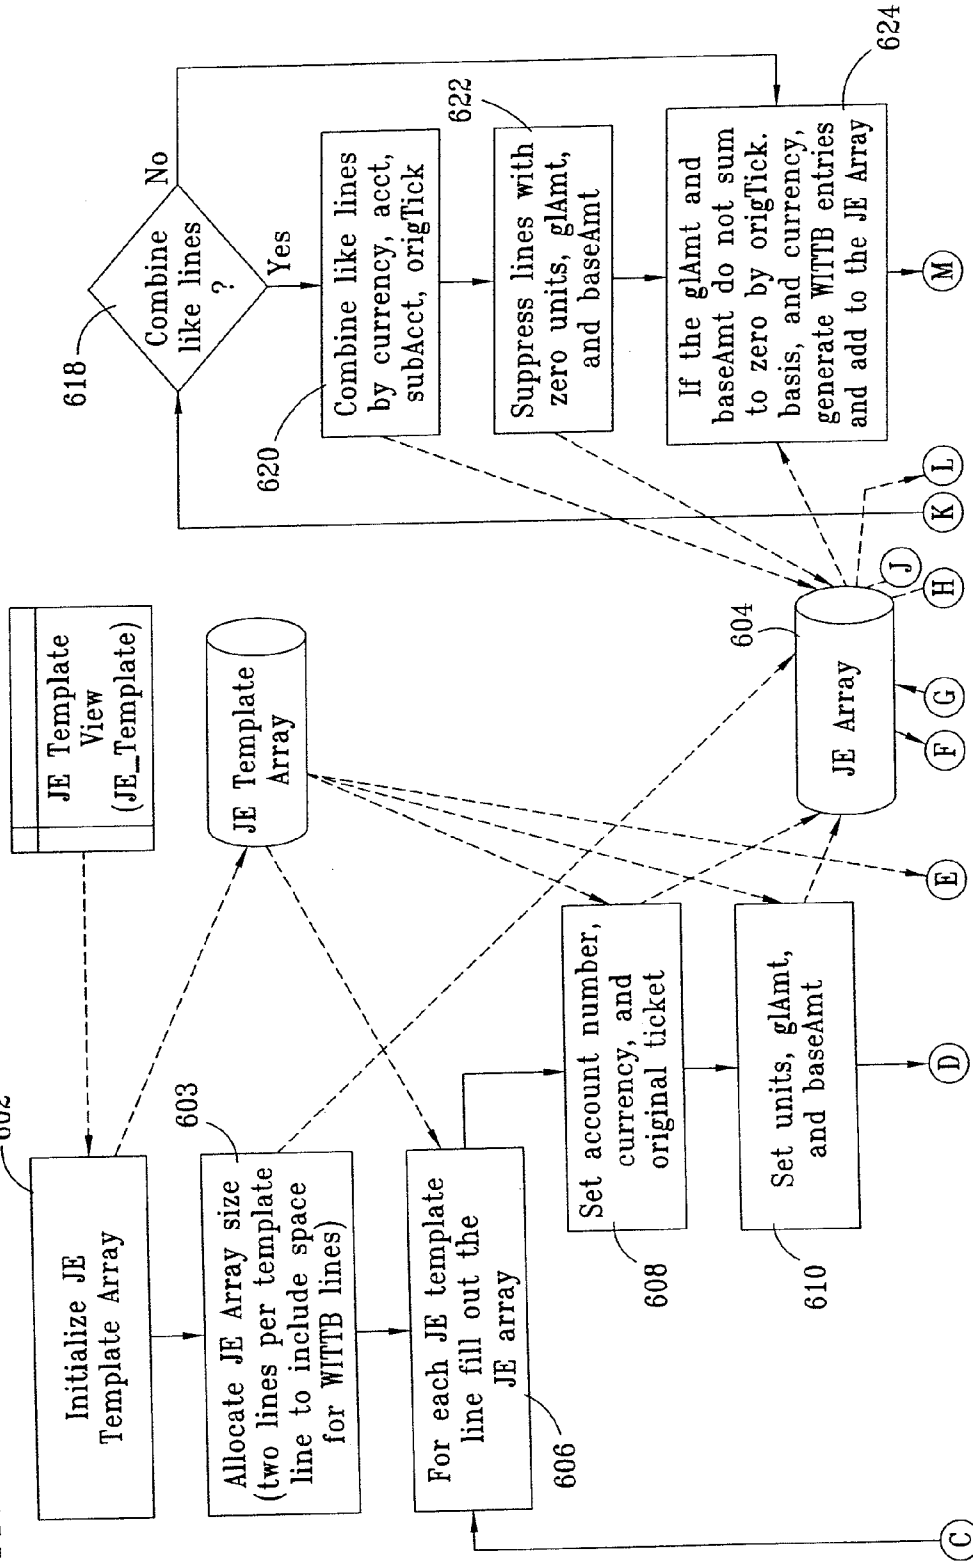 602
Initialize JE
Template Array
JE Template
View
(JE_Template)
603
Allocate JE Array size
(two lines per template
line to include space
for WITTB lines)
JE Template
Array
For each JE template
line fill out the
JE array
606
Set account number,
currency, and
original ticket
608
Set units, glAmt,
and baseAmt
610
604
JE Array
618
Combine
like lines
?
No
Yes
Combine like lines
by currency, acct,
subAcct, origTick
620
Suppress lines with
zero units, glAmt,
and baseAmt
622
If the glAmt and
baseAmt do not sum
to zero by origTick.
basis, and currency,
generate WITTB entries
and add to the JE Array
624
C
D
E
F
G
H
J
K
L
M